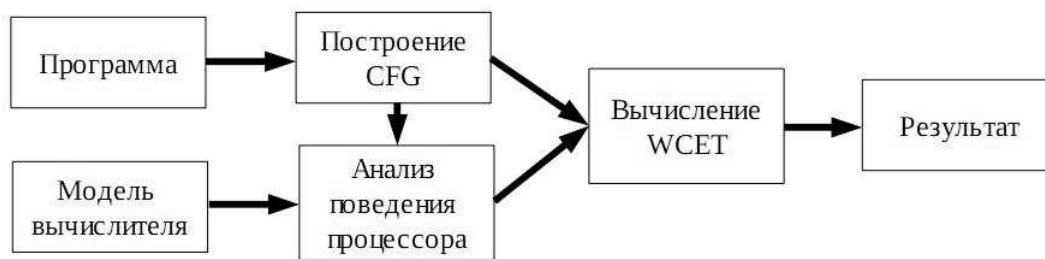 Программа
Построение
CFG
Вычисление
WCET
Результат
Модель
вычислителя
Анализ
поведения
процессора